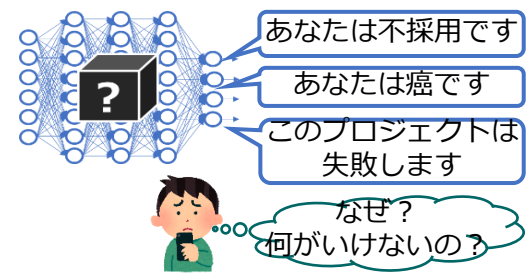 あなたは不採用です
あなたは癌です
このプロジェクトは
失敗します
?
なぜ？
何がいけないの？